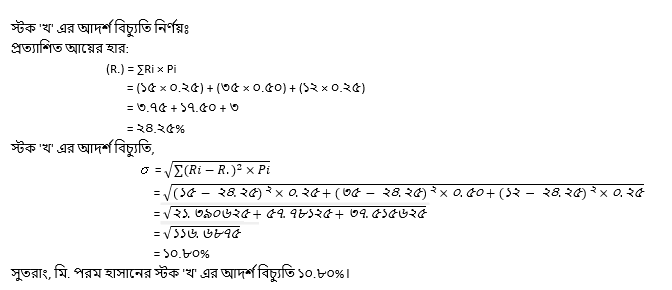 স্টক 'খ' এর আদর্শ বিচ্যুতি নির্ণয়ঃ
প্রত্যাশিত আয়ের হার:
(R.) = ∑Ri × Pi
= (১৫ × ০.২৫) + (৩৫ × ০.৫০) + (১২ × ০.২৫)
= ৩.৭৫ + ১৭.৫০ + ৩
= ২৪.২৫%
স্টক 'খ' এর আদর্শ বিচ্যুতি,
σ = √∑(Ri − R.)² × Pi
= √(১৫ − ২৪.২৫)² × ০.২৫ + (৩৫ − ২৪.২৫)² × ০.৫০ + (১২ − ২৪.২৫)² × ০.২৫
= √২১.৩৯০৬২৫ + ৫৭.৭৮১২৫ + ৩৭.৫১৫৬২৫
= √১১৬.৬৮৭৫
= ১০.৮০%
সুতরাং, মি. পরম হাসানের স্টক 'খ' এর আদর্শ বিচ্যুতি ১০.৮০%।